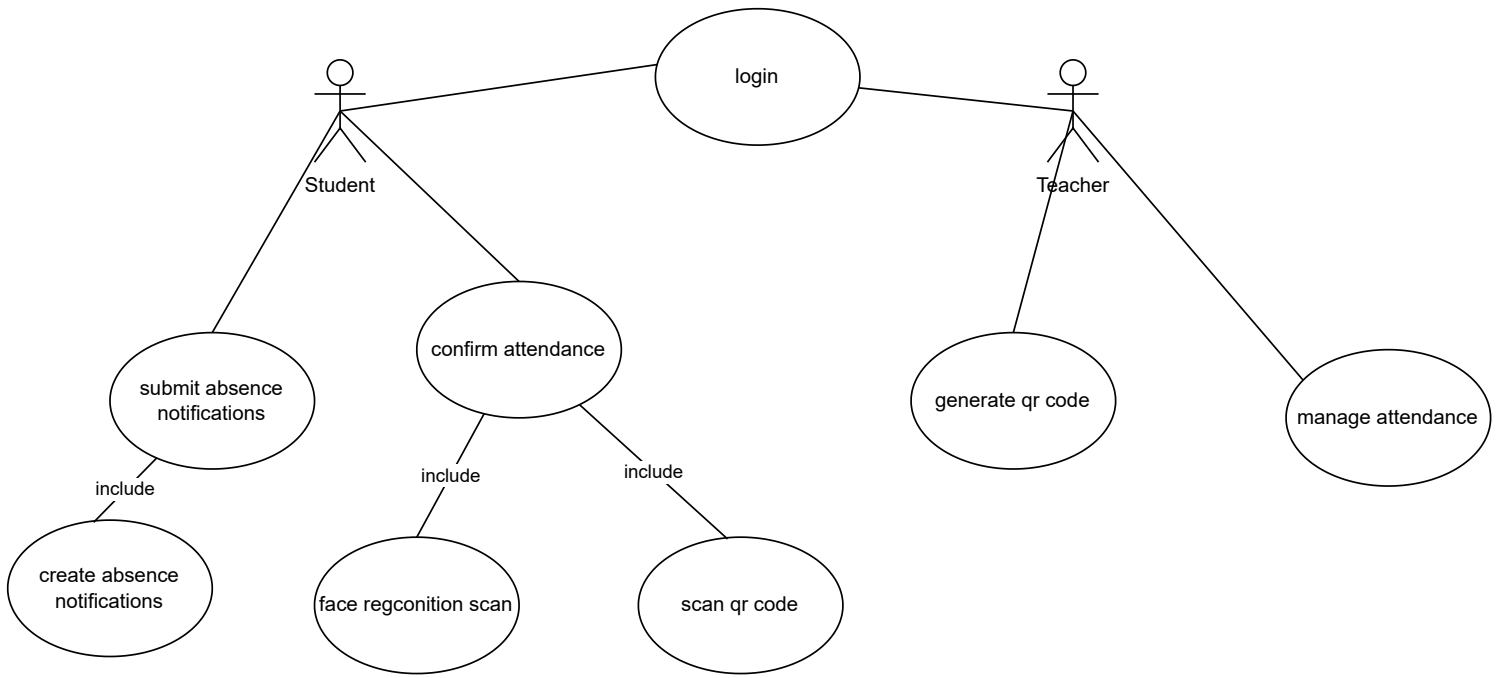 login
Student
Teacher
confirm attendance
submit absence
notifications
generate qr code
manage attendance
include
include
include
create absence
notifications
face regconition scan
scan qr code